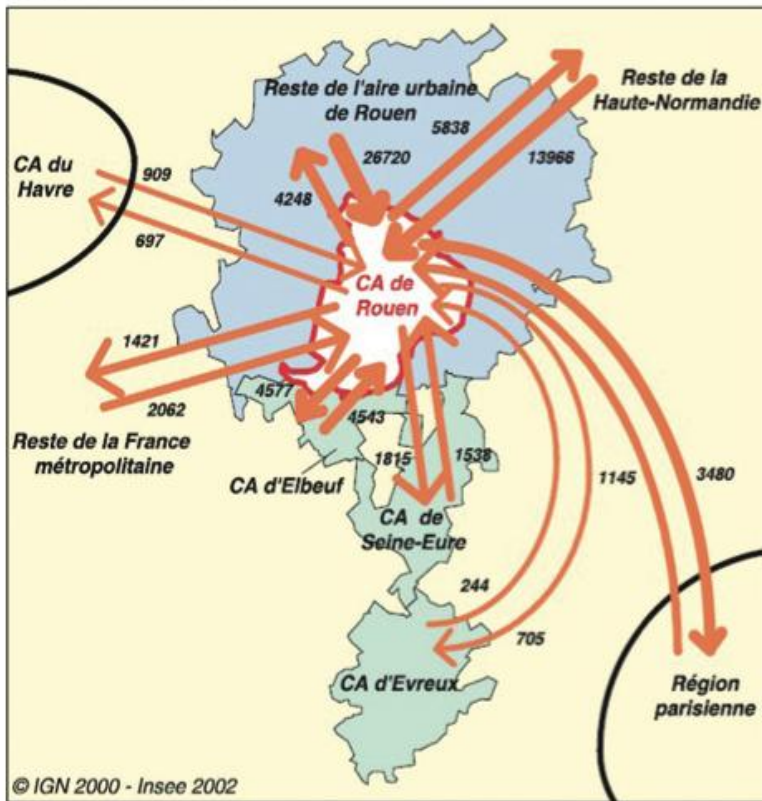 Reste de l'aire urbaine
de Rouen
5838
Reste de la
Haute-Normandie
26720
13966
CA du
Havre
909
4248
697
CA de
Rouen
1421
2062
4577
4543
Reste de la France
métropolitaine
CA d'Elbeuf
1815
1538
CA de
Seine-Eure
1145
3480
244
705
CA d'Evreux
Région
parisienne
© IGN 2000 - Insee 2002